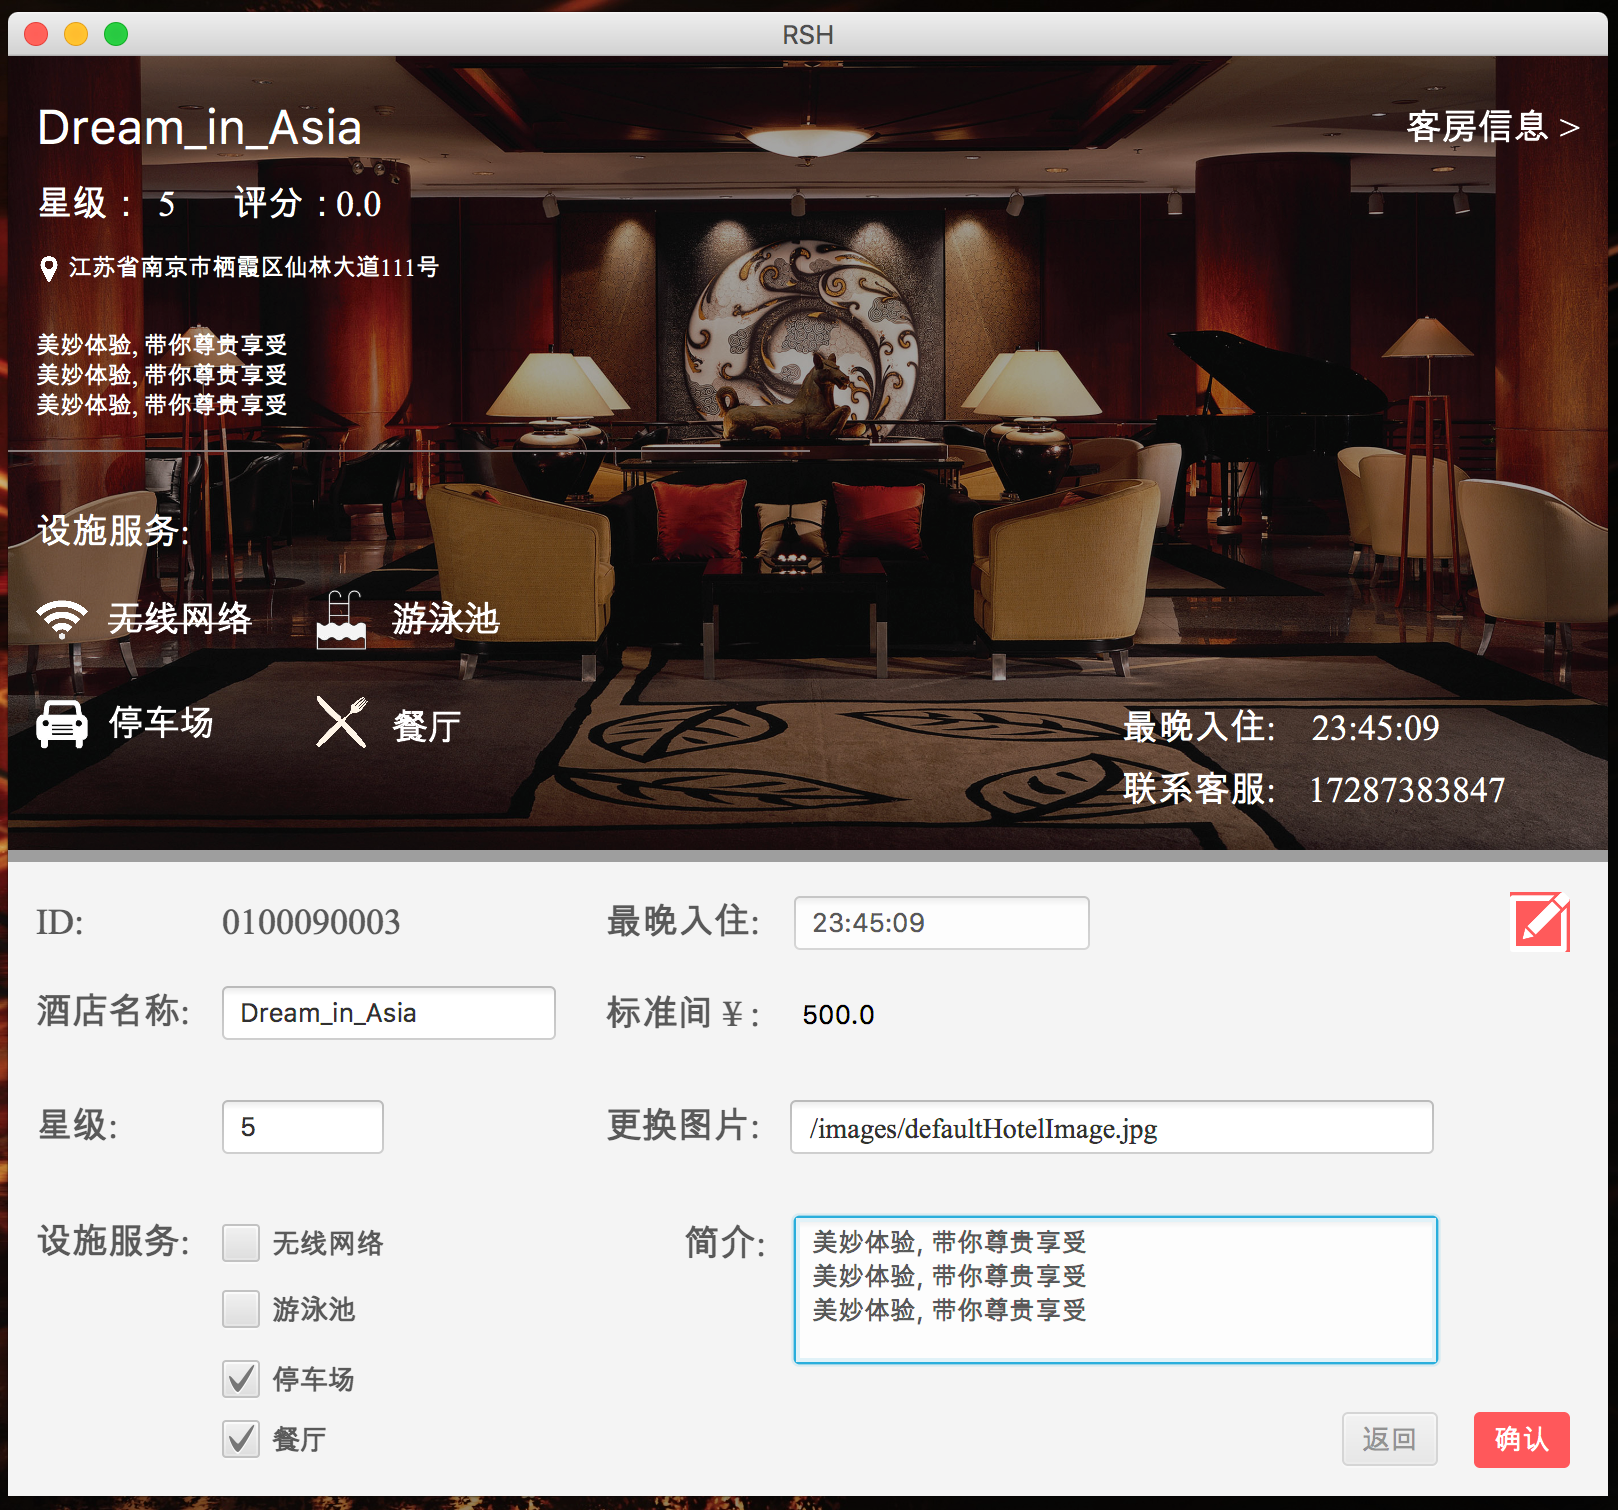 RSH
Dream_in_Asia
客房信息 >
星级 : 5 评分 : 0.0
江苏省南京市栖霞区仙林大道111号
美妙体验, 带你尊贵享受
美妙体验, 带你尊贵享受
美妙体验, 带你尊贵享受
设施服务:
无线网络 游泳池
停车场 餐厅
最晚入住: 23:45:09
联系客服: 17287383847
ID: 0100090003
最晚入住: 23:45:09
酒店名称: Dream_in_Asia
标准间 ¥ : 500.0
星级: 5
更换图片: /images/defaultHotelImage.jpg
设施服务:
无线网络
游泳池
停车场
餐厅
简介:
美妙体验, 带你尊贵享受
美妙体验, 带你尊贵享受
美妙体验, 带你尊贵享受
返回
确认